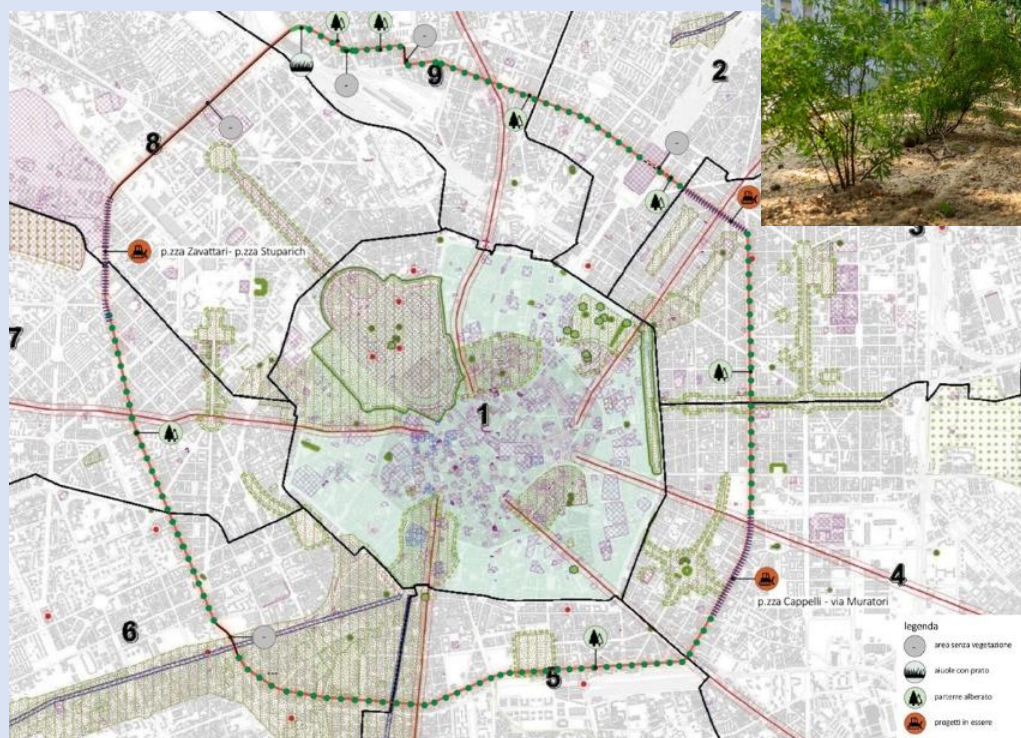 9
2
8
3
p.zza Zavattari- p.zza Stuparich
7
1
4
p.zza Cappelli - via Muratori
6
5
legenda
area senza vegetazione
aiuole con prato
parterre alberato
progetti in essere